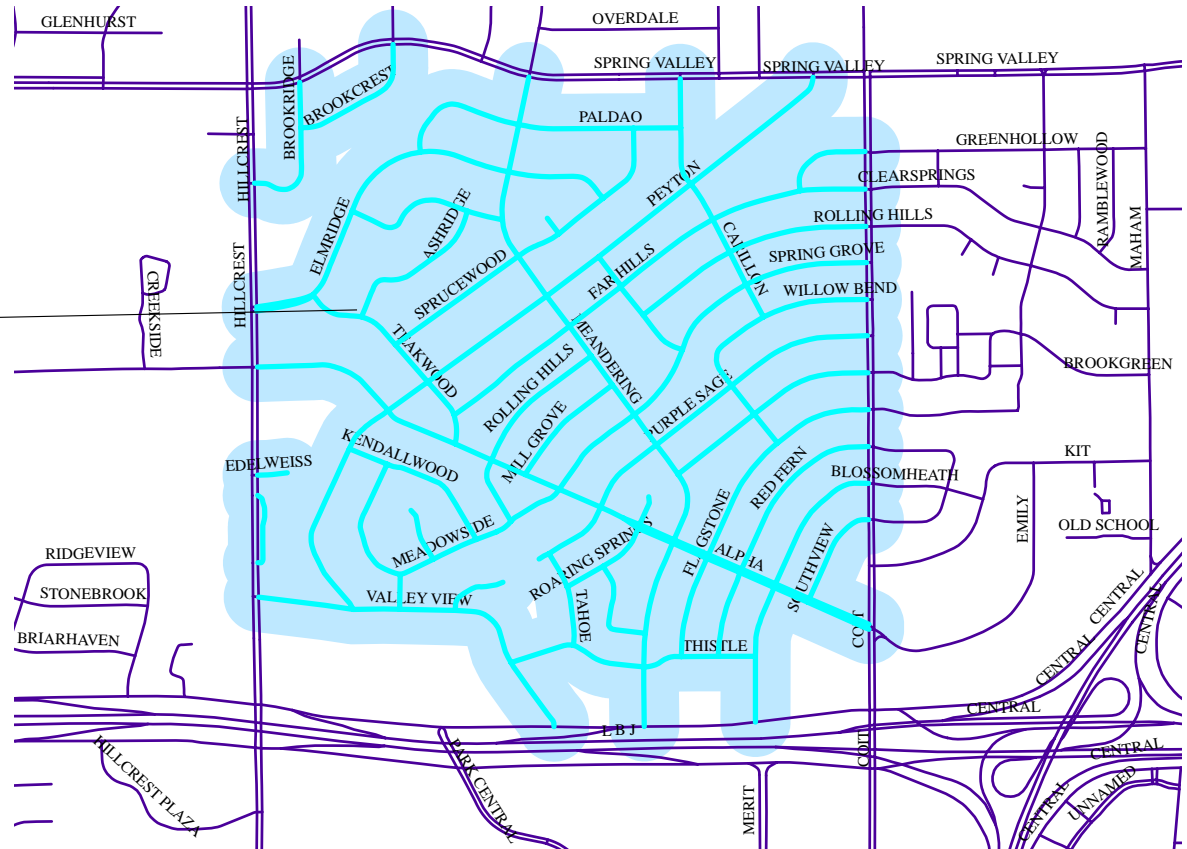 GLENHURST
OVERDALE
SPRING VALLEY
SPRING VALLEY
SPRING VALLEY
BROOKRIDGE
BROOKCREST
HILLCREST
PALDAO
GREENHOLLOW
RAMBLEWOOD
CLEARSPRINGS
PEYTON
ROLLING HILLS
MAHAM
ELMRIDGE
ASHRIDGE
CARILLON
SPRING GROVE
HILLCREST
SPRUCEWOOD
FAR HILLS
WILLOW BEND
CREEKSIDE
TEAKWOOD
MEANDERING
ROLLING HILLS
BROOKGREEN
PURPLE SAGE
MILL GROVE
KENDALLWOOD
EDELWEISS
KIT
RED FERN
BLOSSOMHEATH
FLAGSTONE
EMILY
OLD SCHOOL
MEADOWSIDE
ROARING SPRINGS
ALPHA
SOUTHVIEW
RIDGEVIEW
STONEBROOK
VALLEY VIEW
TAHOE
BRIARHAVEN
THISTLE
COIT
CENTRAL
CENTRAL
CENTRAL
CENTRAL
L B J
COIT
CENTRAL
HILLCREST PLAZA
PARK CENTRAL
MERIT
CENTRAL
UNNAMED